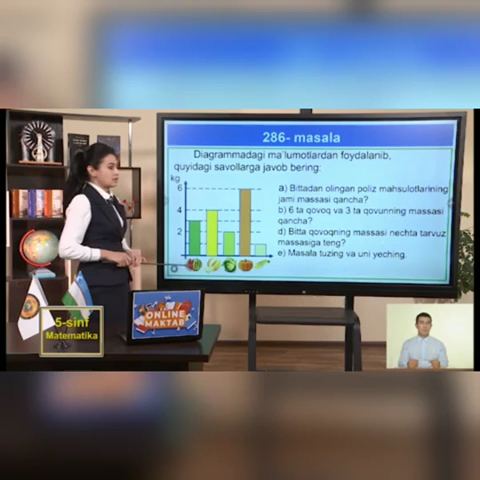 286- masala
Diagrammadagi ma'lumotlardan foydalanib,
quyidagi savollarga javob bering:
kg
6
4
2
0
a) Bittadan olingan poliz mahsulotlarining
jami massasi qancha?
b) 6 ta qovoq va 3 ta qovunning massasi
qancha?
d) Bitta qovoqning massasi nechta tarvuz
massasiga teng?
e) Masala tuzing va uni yeching.
ONLINE
MAKTAB
5-sinf
Matematika